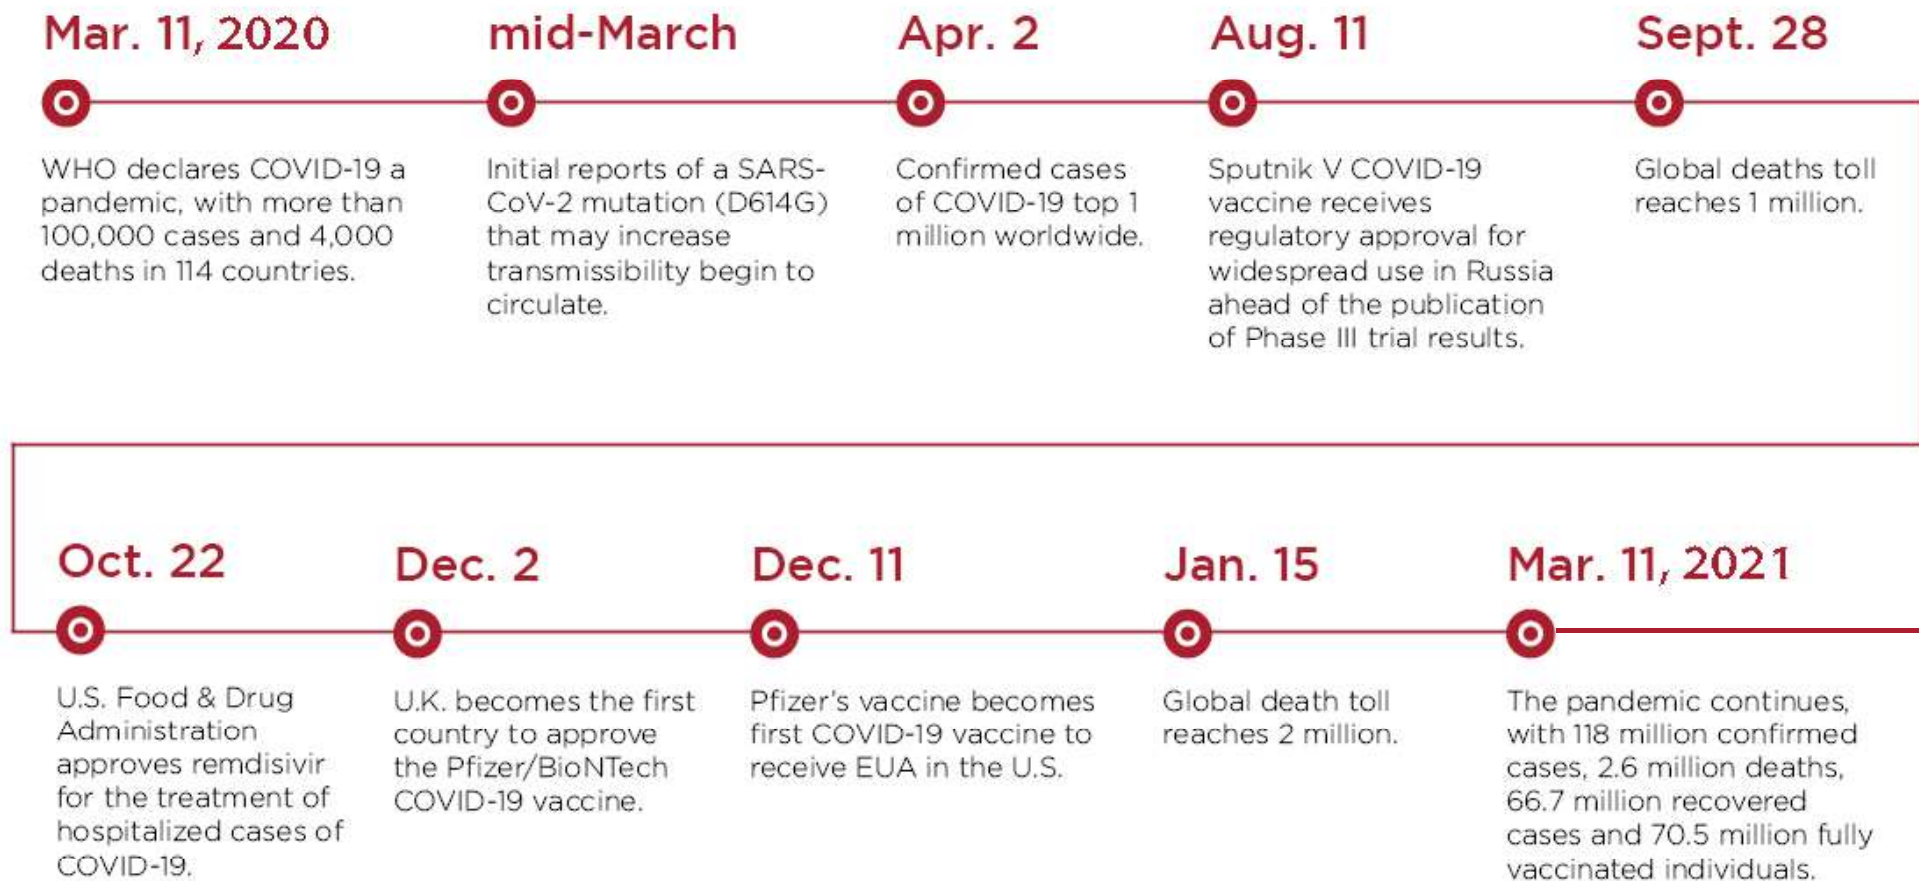 Mar. 11, 2020
WHO declares COVID-19 a
pandemic, with more than
100,000 cases and 4,000
deaths in 114 countries.
mid-March
Initial reports of a SARS-
CoV-2 mutation (D614G)
that may increase
transmissibility begin to
circulate.
Apr. 2
Confirmed cases
of COVID-19 top 1
million worldwide.
Aug. 11
Sputnik V COVID-19
vaccine receives
regulatory approval for
widespread use in Russia
ahead of the publication
of Phase III trial results.
Sept. 28
Global deaths toll
reaches 1 million.
Oct. 22
U.S. Food & Drug
Administration
approves remdisivir
for the treatment of
hospitalized cases of
COVID-19.
Dec. 2
U.K. becomes the first
country to approve
the Pfizer/BioNTech
COVID-19 vaccine.
Dec. 11
Pfizer's vaccine becomes
first COVID-19 vaccine to
receive EUA in the U.S.
Jan. 15
Global death toll
reaches 2 million.
Mar. 11, 2021
The pandemic continues,
with 118 million confirmed
cases, 2.6 million deaths,
66.7 million recovered
cases and 70.5 million fully
vaccinated individuals.